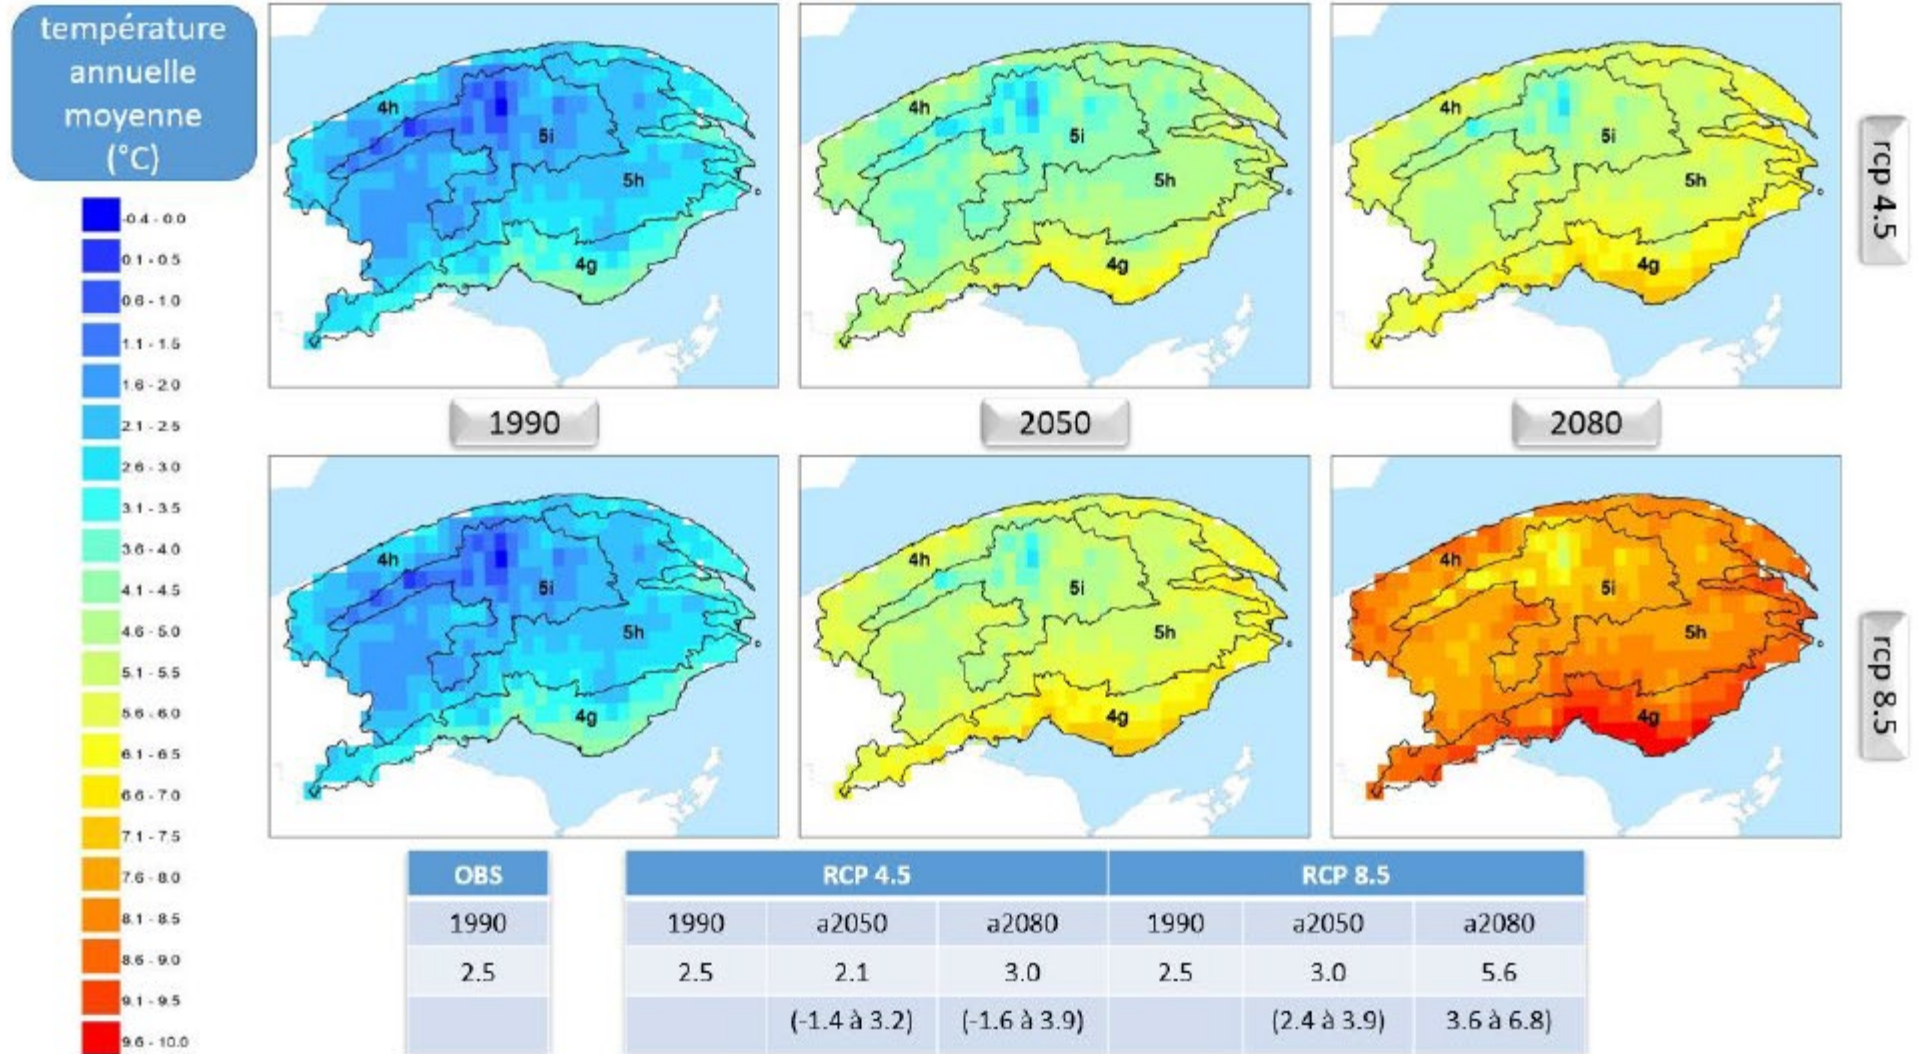 température
annuelle
moyenne
(°C)
-0.4 - 0.0
0.1 - 0.5
0.6 - 1.0
1.1 - 1.5
1.6 - 2.0
2.1 - 2.5
2.6 - 3.0
3.1 - 3.5
3.6 - 4.0
4.1 - 4.5
4.6 - 5.0
5.1 - 5.5
5.6 - 6.0
6.1 - 6.5
6.6 - 7.0
7.1 - 7.5
7.6 - 8.0
8.1 - 8.5
8.6 - 9.0
9.1 - 9.5
9.6 - 10.0
4h
5i
5h
4g
4h
5i
5h
4g
4h
5i
5h
4g
rcp 4.5
1990 2050 2080
4h
5i
5h
4g
4h
5i
5h
4g
4h
5i
5h
4g
rcp 8.5
OBS RCP 4.5 RCP 8.5
1990 1990 a2050 a2080 1990 a2050 a2080
2.5 2.5 2.1 3.0 2.5 3.0 5.6
(-1.4 à 3.2) (-1.6 à 3.9) (2.4 à 3.9) 3.6 à 6.8)